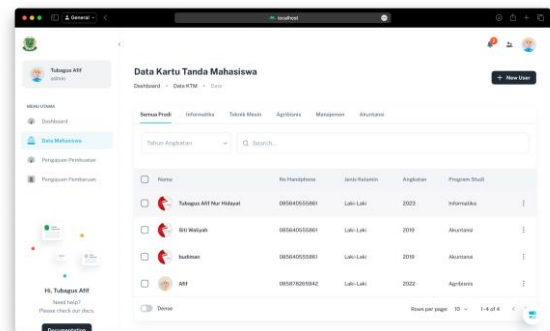 General
localhost
Tubagus Afif
admin
MENU UTAMA
Dashboard
Data Mahasiswa
Pengajuan Pembuatan
Pengajuan Pembaruan
Hi, Tubagus Afif
Need help?
Please check our docs.
Documentation
Data Kartu Tanda Mahasiswa
Dashboard • Data KTM • Data
+ New User
Semua Prodi Informatika Teknik Mesin Agribisnis Manajemen Akuntansi
Tahun Angkatan Search...
Name No Handphone Jenis Kelamin Angkatan Program Studi
Tubagus Afif Nur Hidayat 085640555861 Laki-Laki 2023 Informatika
Siti Waliyah 085640555861 Laki-Laki 2019 Akuntansi
budiman 085640555861 Laki-Laki 2019 Akuntansi
Afif 085878265942 Laki-Laki 2022 Agribisnis
Dense Rows per page: 10 1–4 of 4